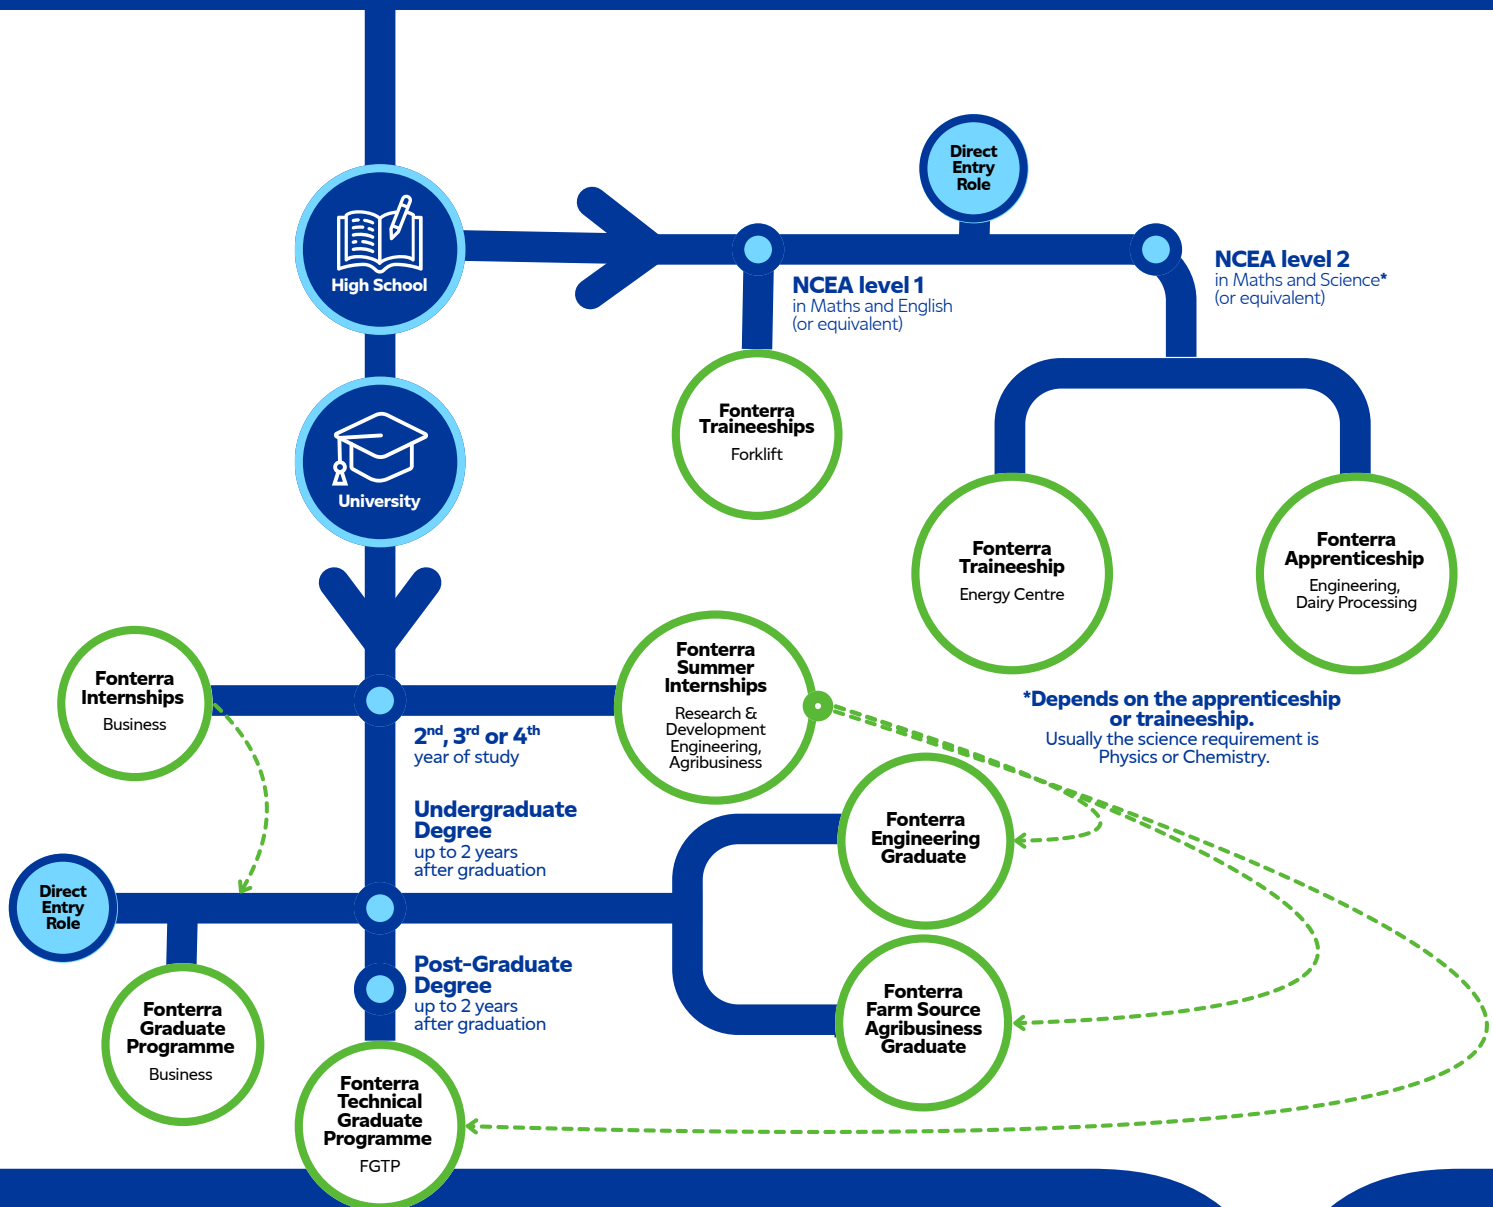 Direct
Entry
Role
High School
NCEA level 1
in Maths and English
(or equivalent)
NCEA level 2
in Maths and Science*
(or equivalent)
Fonterra
Traineeships
Forklift
University
Fonterra
Traineeship
Energy Centre
Fonterra
Apprenticeship
Engineering,
Dairy Processing
*Depends on the apprenticeship
or traineeship.
Usually the science requirement is
Physics or Chemistry.
Fonterra
Internships
Business
Fonterra
Summer
Internships
Research &
Development
Engineering,
Agribusiness
2nd, 3rd or 4th
year of study
Undergraduate
Degree
up to 2 years
after graduation
Fonterra
Engineering
Graduate
Direct
Entry
Role
Post-Graduate
Degree
up to 2 years
after graduation
Fonterra
Farm Source
Agribusiness
Graduate
Fonterra
Graduate
Programme
Business
Fonterra
Technical
Graduate
Programme
FGTP